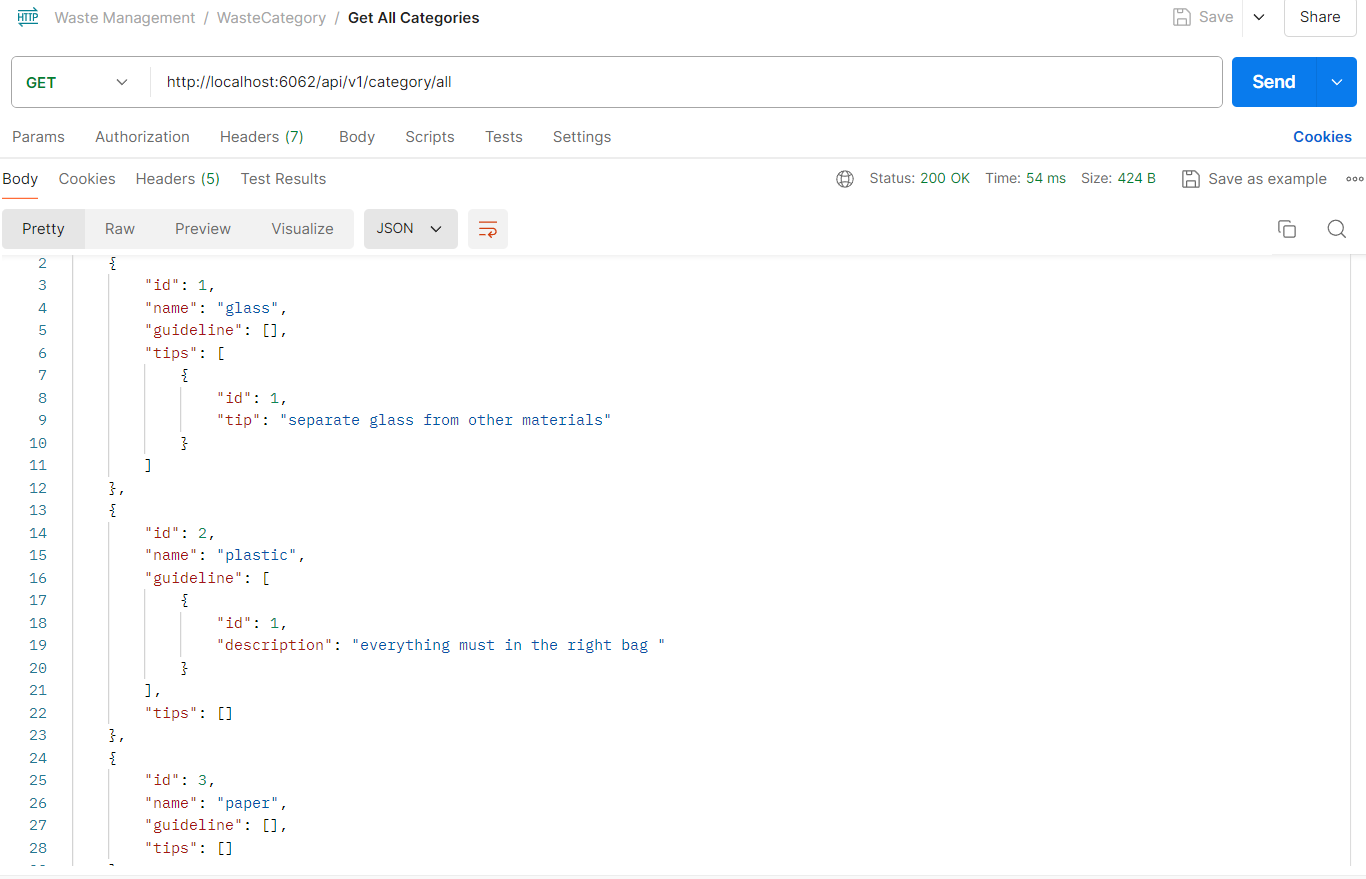 HTTP Waste Management / WasteCategory / Get All Categories Save Share
GET http://localhost:6062/api/v1/category/all Send
Params Authorization Headers (7) Body Scripts Tests Settings Cookies
Body Cookies Headers (5) Test Results Status: 200 OK Time: 54 ms Size: 424 B Save as example
Pretty Raw Preview Visualize JSON
2 {
3 "id": 1,
4 "name": "glass",
5 "guideline": [],
6 "tips": [
7 {
8 "id": 1,
9 "tip": "separate glass from other materials"
10 }
11 ]
12 },
13 {
14 "id": 2,
15 "name": "plastic",
16 "guideline": [
17 {
18 "id": 1,
19 "description": "everything must in the right bag "
20 }
21 ],
22 "tips": []
23 },
24 {
25 "id": 3,
26 "name": "paper",
27 "guideline": [],
28 "tips": []